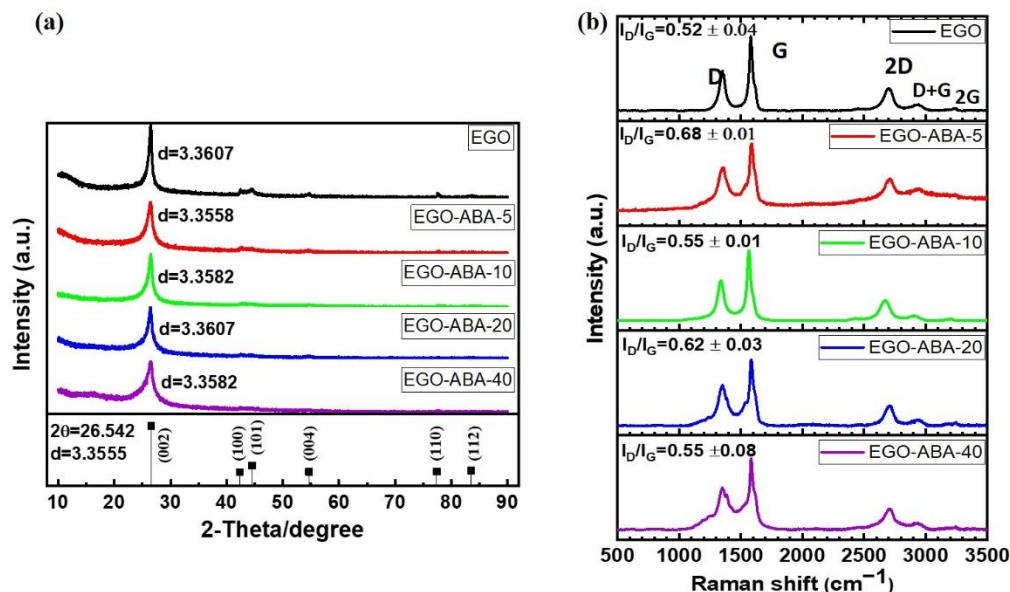 (a)
EGO
d=3.3607
EGO-ABA-5
d=3.3558
EGO-ABA-10
d=3.3582
EGO-ABA-20
d=3.3607
EGO-ABA-40
d=3.3582
2θ=26.542
d=3.3555
(002)
(100)
(101)
(004)
(110)
(112)
10 20 30 40 50 60 70 80 90
2-Theta/degree
Intensity (a.u.)
(b)
I_D/I_G=0.52 ± 0.04
EGO
D
G
2D
D+G
2G
I_D/I_G=0.68 ± 0.01
EGO-ABA-5
I_D/I_G=0.55 ± 0.01
EGO-ABA-10
I_D/I_G=0.62 ± 0.03
EGO-ABA-20
I_D/I_G=0.55 ±0.08
EGO-ABA-40
500 1000 1500 2000 2500 3000 3500
Raman shift (cm⁻¹)
Intensity (a.u.)